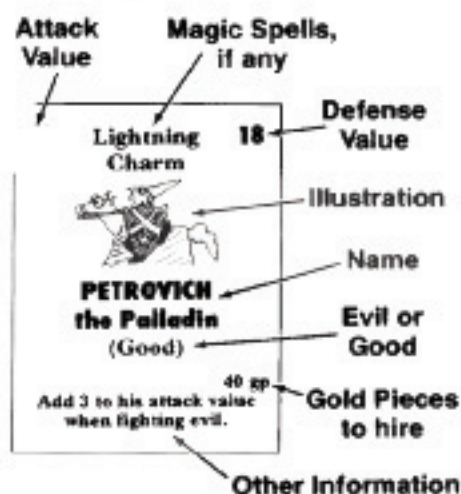 Attack
Value
Magic Spells,
if any
Lightning
Charm
18
Defense
Value
Illustration
PETROVICH
the Palladin
(Good)
Name
Evil or
Good
40 gp
Gold Pieces
to hire
Add 3 to his attack value
when fighting evil.
Other Information